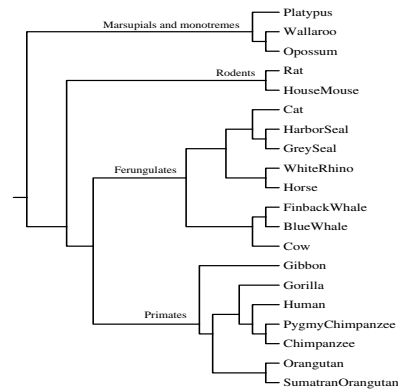 Platypus
Marsupials and monotremes
Wallaroo
Opossum
Rat
Rodents
HouseMouse
Cat
HarborSeal
GreySeal
Ferungulates
WhiteRhino
Horse
FinbackWhale
BlueWhale
Cow
Gibbon
Gorilla
Human
Primates
PygmyChimpanzee
Chimpanzee
Orangutan
SumatranOrangutan